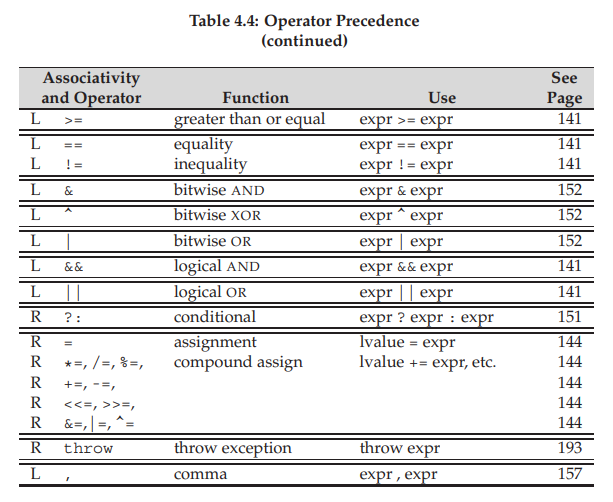 Table 4.4: Operator Precedence
(continued)
Associativity See
and Operator Function Use Page
L >= greater than or equal expr >= expr 141
L == equality expr == expr 141
L != inequality expr != expr 141
L & bitwise AND expr & expr 152
L ^ bitwise XOR expr ^ expr 152
L | bitwise OR expr | expr 152
L && logical AND expr && expr 141
L || logical OR expr || expr 141
R ?: conditional expr ? expr : expr 151
R = assignment lvalue = expr 144
R *=, /=, %=, compound assign lvalue += expr, etc. 144
R +=, -=, 144
R <<=, >>=, 144
R &=,|=,^= 144
R throw throw exception throw expr 193
L , comma expr , expr 157